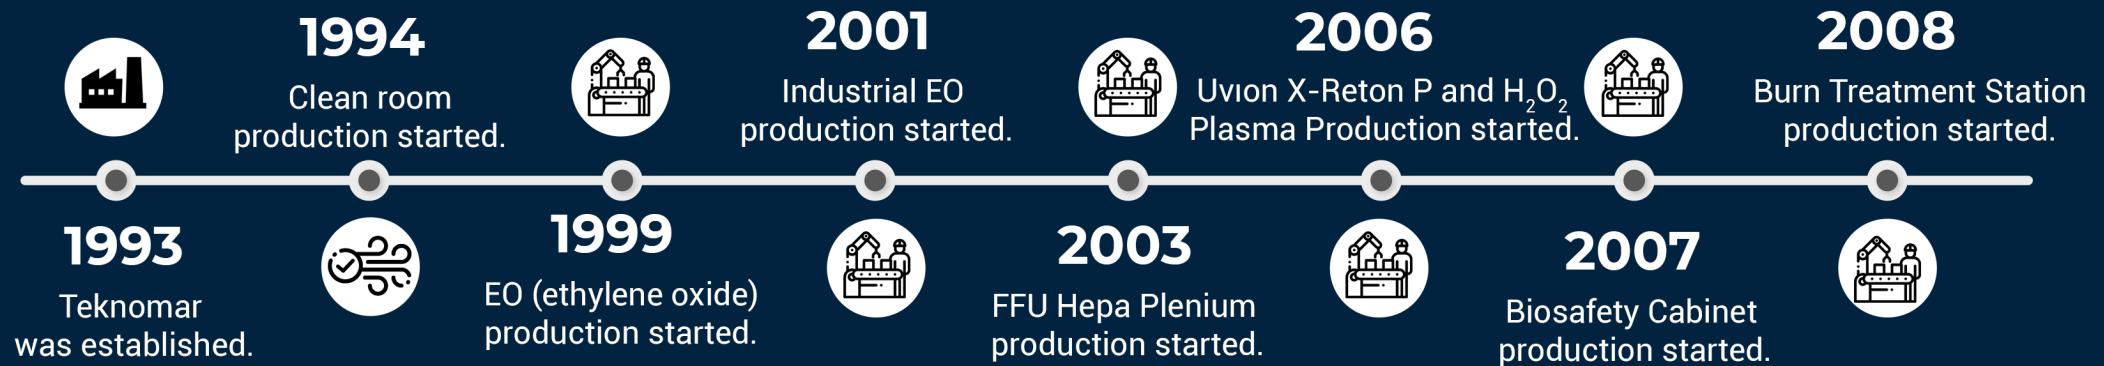 1993
Teknomar
was established.
1994
Clean room
production started.
1999
EO (ethylene oxide)
production started.
2001
Industrial EO
production started.
2003
FFU Hepa Plenium
production started.
2006
Uvıon X-Reton P and H₂O₂
Plasma Production started.
2007
Biosafety Cabinet
production started.
2008
Burn Treatment Station
production started.